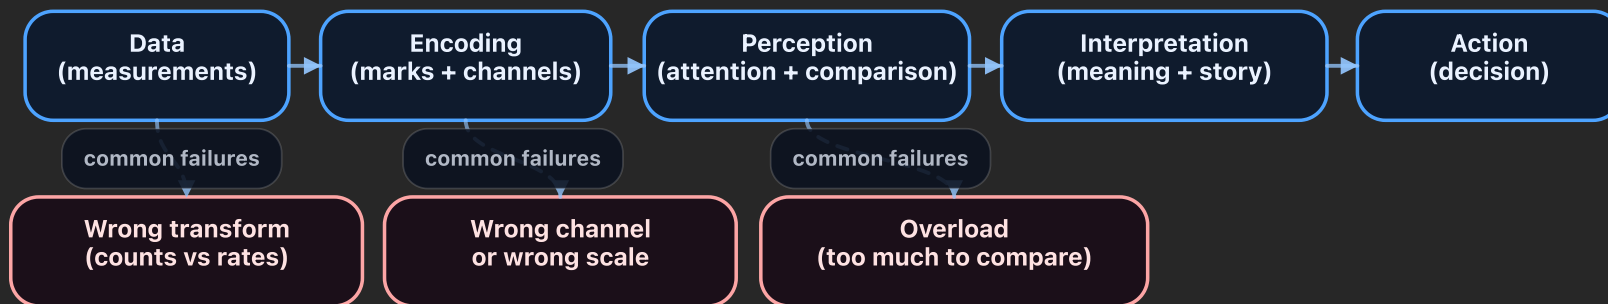 Data
(measurements)
Encoding
(marks + channels)
Perception
(attention + comparison)
Interpretation
(meaning + story)
Action
(decision)
common failures
common failures
common failures
Wrong transform
(counts vs rates)
Wrong channel
or wrong scale
Overload
(too much to compare)